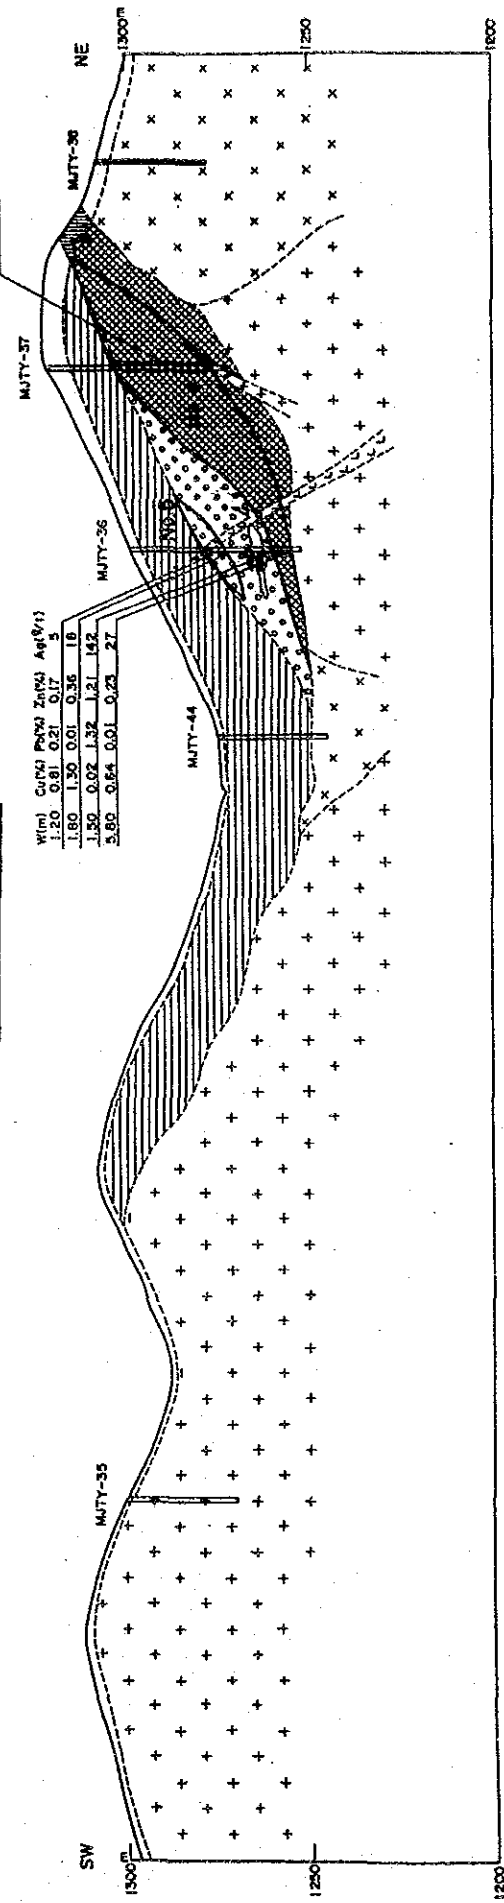 SW
NE
1300m
1250
1200
1300m
1250
1200
MJTY-35
MJTY-44
MJTY-36
MJTY-37
MJTY-38
W(m) Cu(%) Pb(%) Zn(%) Ag(g/t)
1.20 0.81 0.21 0.17 5
1.80 1.30 0.01 0.36 18
1.50 0.02 1.32 1.21 142
5.80 0.64 0.01 0.23 27